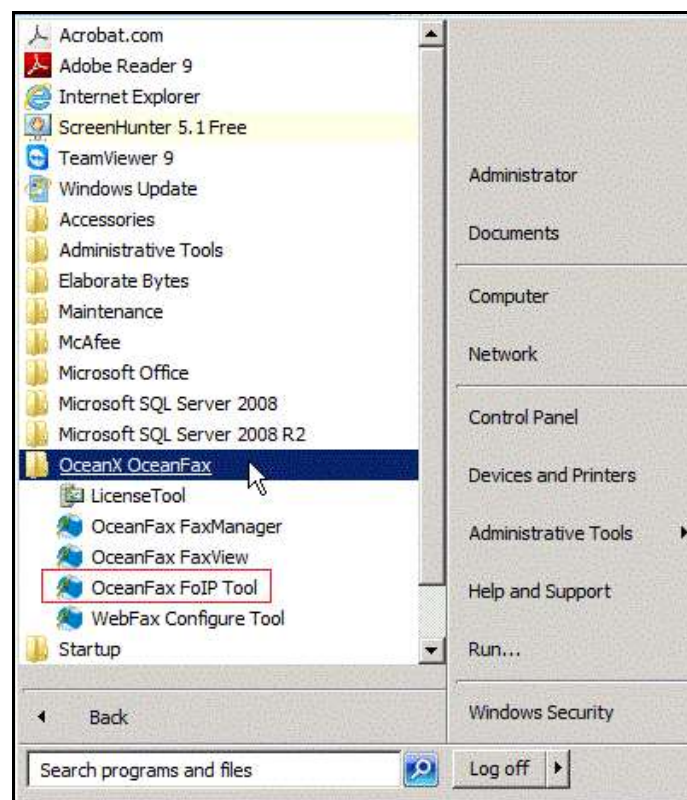 Acrobat.com
Adobe Reader 9
Internet Explorer
ScreenHunter 5.1 Free
TeamViewer 9
Windows Update
Accessories
Administrative Tools
Elaborate Bytes
Maintenance
McAfee
Microsoft Office
Microsoft SQL Server 2008
Microsoft SQL Server 2008 R2
OceanX OceanFax
LicenseTool
OceanFax FaxManager
OceanFax FaxView
OceanFax FoIP Tool
WebFax Configure Tool
Startup
Back
Search programs and files
Administrator
Documents
Computer
Network
Control Panel
Devices and Printers
Administrative Tools
Help and Support
Run...
Windows Security
Log off